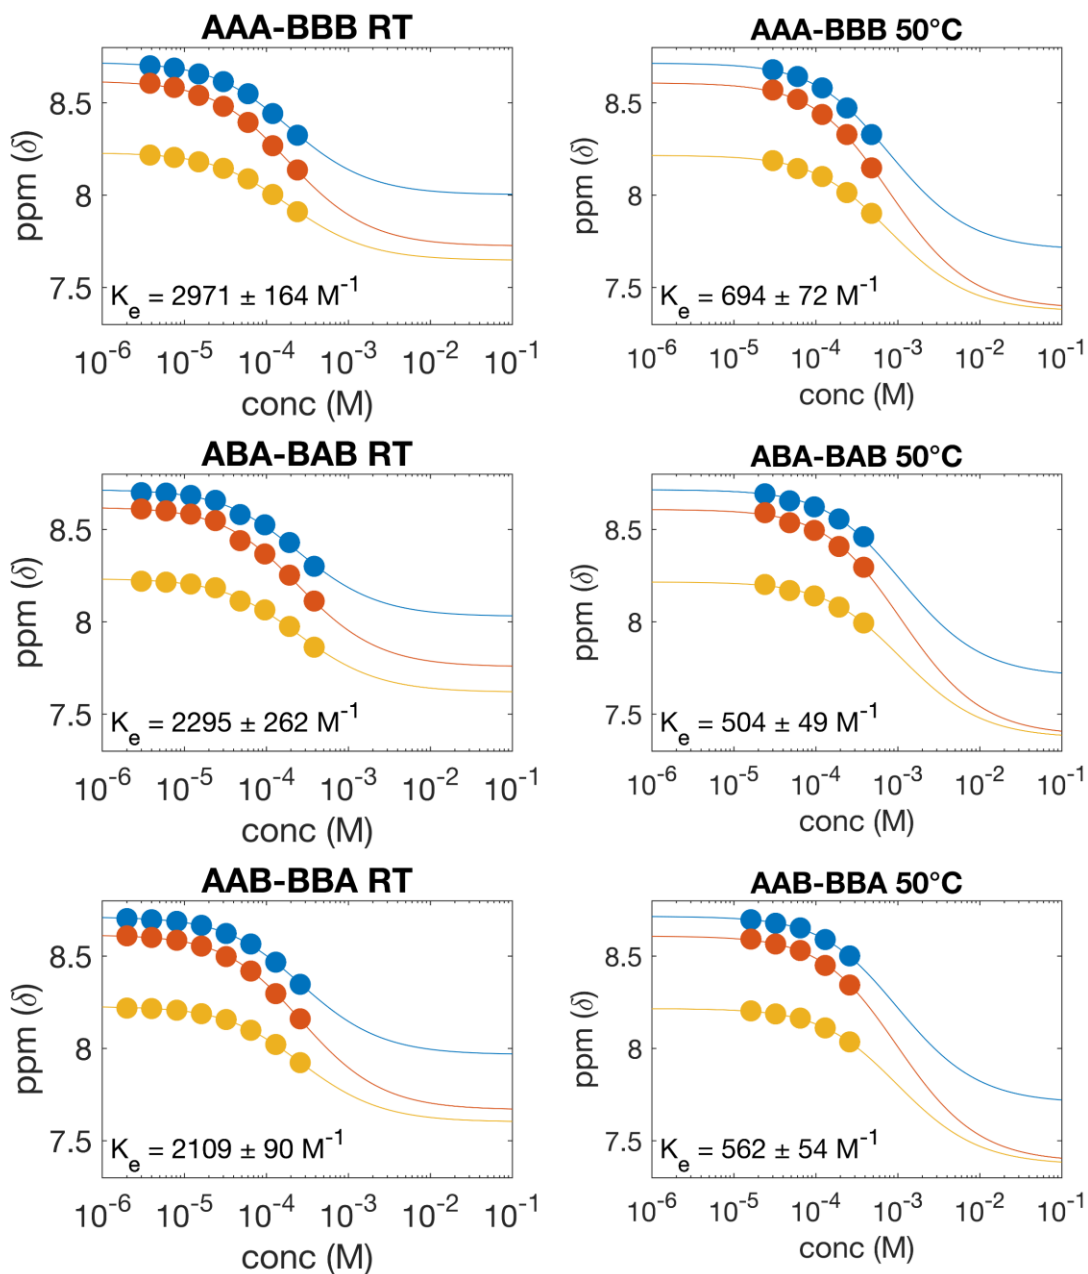 AAA-BBB RT
ppm (δ)
8.5
8
7.5
K_e = 2971 ± 164 M^-1
10^-6 10^-5 10^-4 10^-3 10^-2 10^-1
conc (M)
AAA-BBB 50°C
ppm (δ)
8.5
8
7.5
K_e = 694 ± 72 M^-1
10^-6 10^-5 10^-4 10^-3 10^-2 10^-1
conc (M)
ABA-BAB RT
ppm (δ)
8.5
8
7.5
K_e = 2295 ± 262 M^-1
10^-6 10^-5 10^-4 10^-3 10^-2 10^-1
conc (M)
ABA-BAB 50°C
ppm (δ)
8.5
8
7.5
K_e = 504 ± 49 M^-1
10^-6 10^-5 10^-4 10^-3 10^-2 10^-1
conc (M)
AAB-BBA RT
ppm (δ)
8.5
8
7.5
K_e = 2109 ± 90 M^-1
10^-6 10^-5 10^-4 10^-3 10^-2 10^-1
conc (M)
AAB-BBA 50°C
ppm (δ)
8.5
8
7.5
K_e = 562 ± 54 M^-1
10^-6 10^-5 10^-4 10^-3 10^-2 10^-1
conc (M)